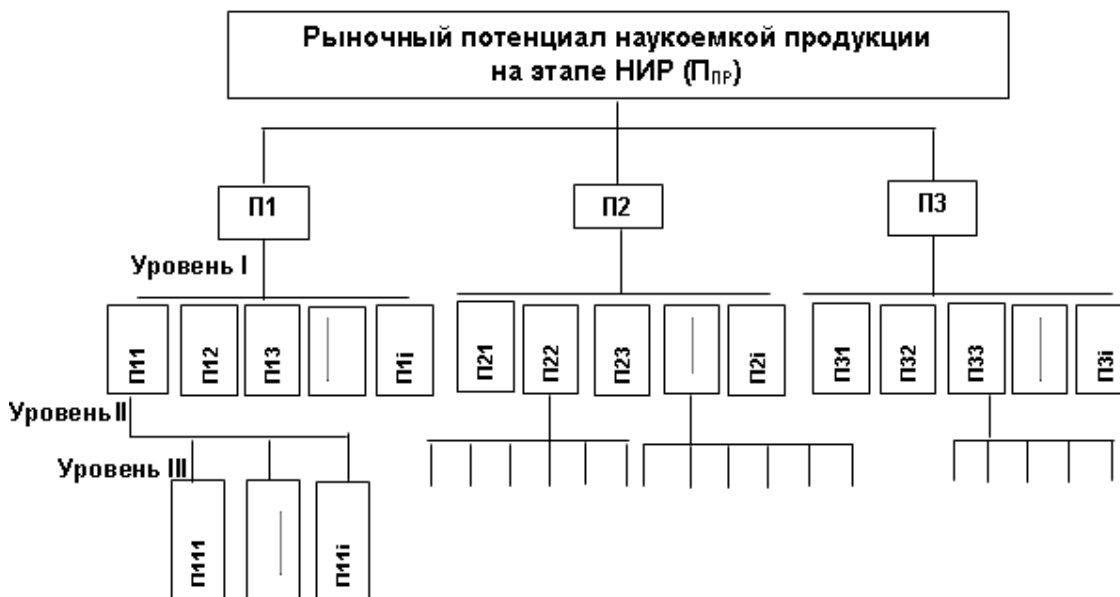 Рыночный потенциал наукоемкой продукции
на этапе НИР (ППР)
П1
П2
П3
Уровень I
П11
П12
П13
П1i
П21
П22
П23
П2i
П31
П32
П33
П3i
Уровень II
Уровень III
П111
П11i